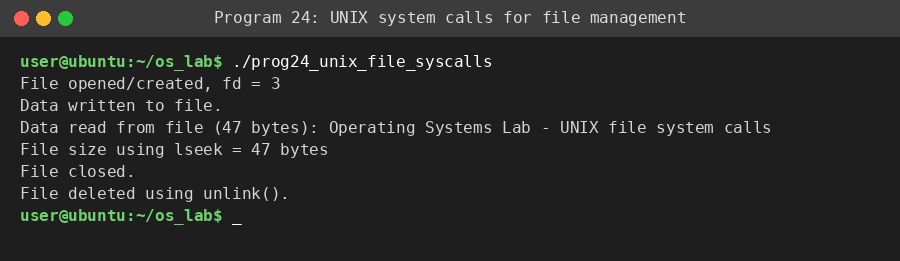 Program 24: UNIX system calls for file management
user@ubuntu:~/os_lab$ ./prog24_unix_file_syscalls
File opened/created, fd = 3
Data written to file.
Data read from file (47 bytes): Operating Systems Lab - UNIX file system calls
File size using lseek = 47 bytes
File closed.
File deleted using unlink().
user@ubuntu:~/os_lab$ _